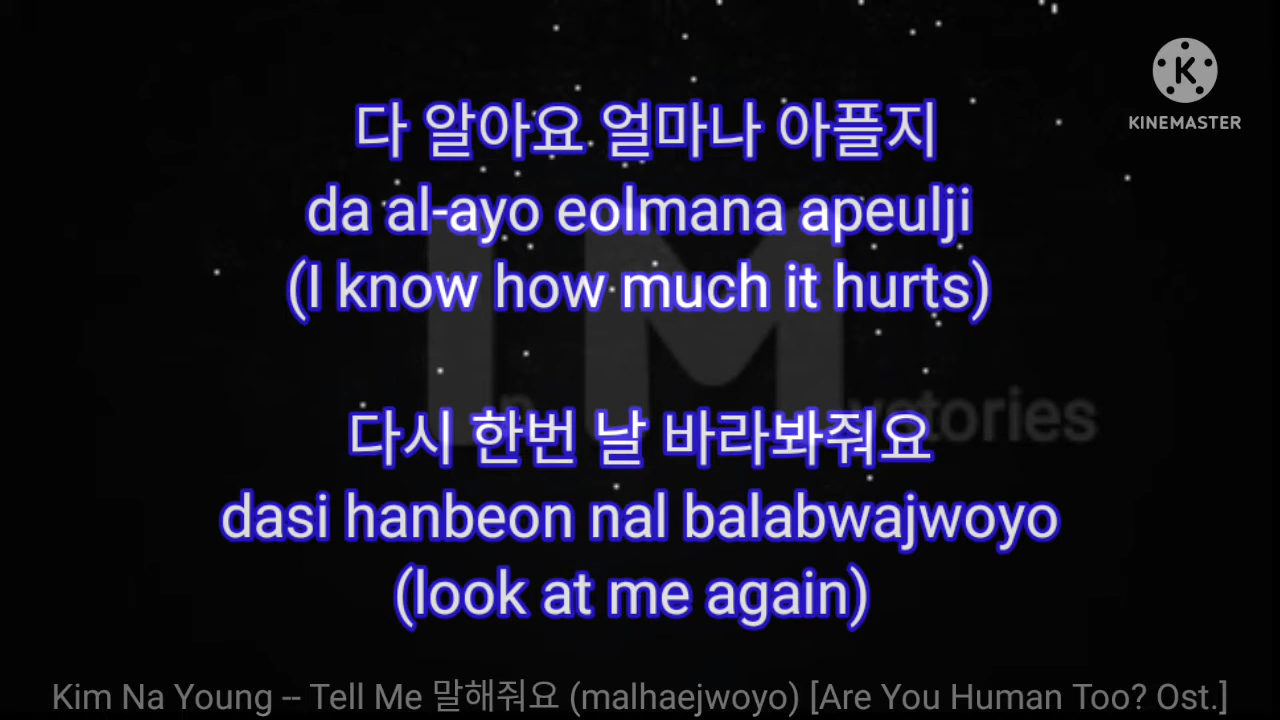 KINEMASTER
다 알아요 얼마나 아플지
da al-ayo eolmana apeulji
(I know how much it hurts)
다시 한번 날 바라봐줘요
dasi hanbeon nal balabwajwoyo
(look at me again)
Kim Na Young -- Tell Me 말해줘요 (malhaejwoyo) [Are You Human Too? Ost.]